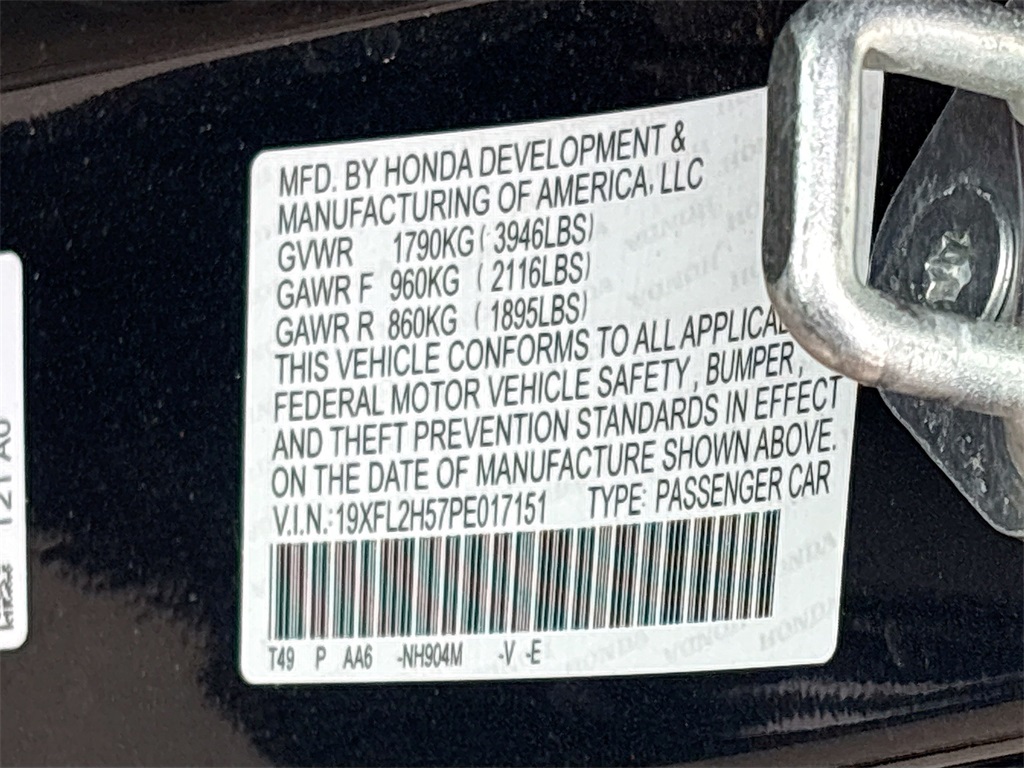 MFD. BY HONDA DEVELOPMENT &
MANUFACTURING OF AMERICA, LLC
GVWR 1790KG ( 3946LBS)
GAWR F 960KG ( 2116LBS)
GAWR R 860KG ( 1895LBS)
THIS VEHICLE CONFORMS TO ALL
FEDERAL MOTOR VEHICLE SAFETY, BUMPER,
AND THEFT PREVENTION STANDARDS IN EFFECT
ON THE DATE OF MANUFACTURE SHOWN ABOVE.
V.I.N.: 19XFL2H57PE017151 TYPE: PASSENGER CAR
T49 P AA6 -NH904M -V -E